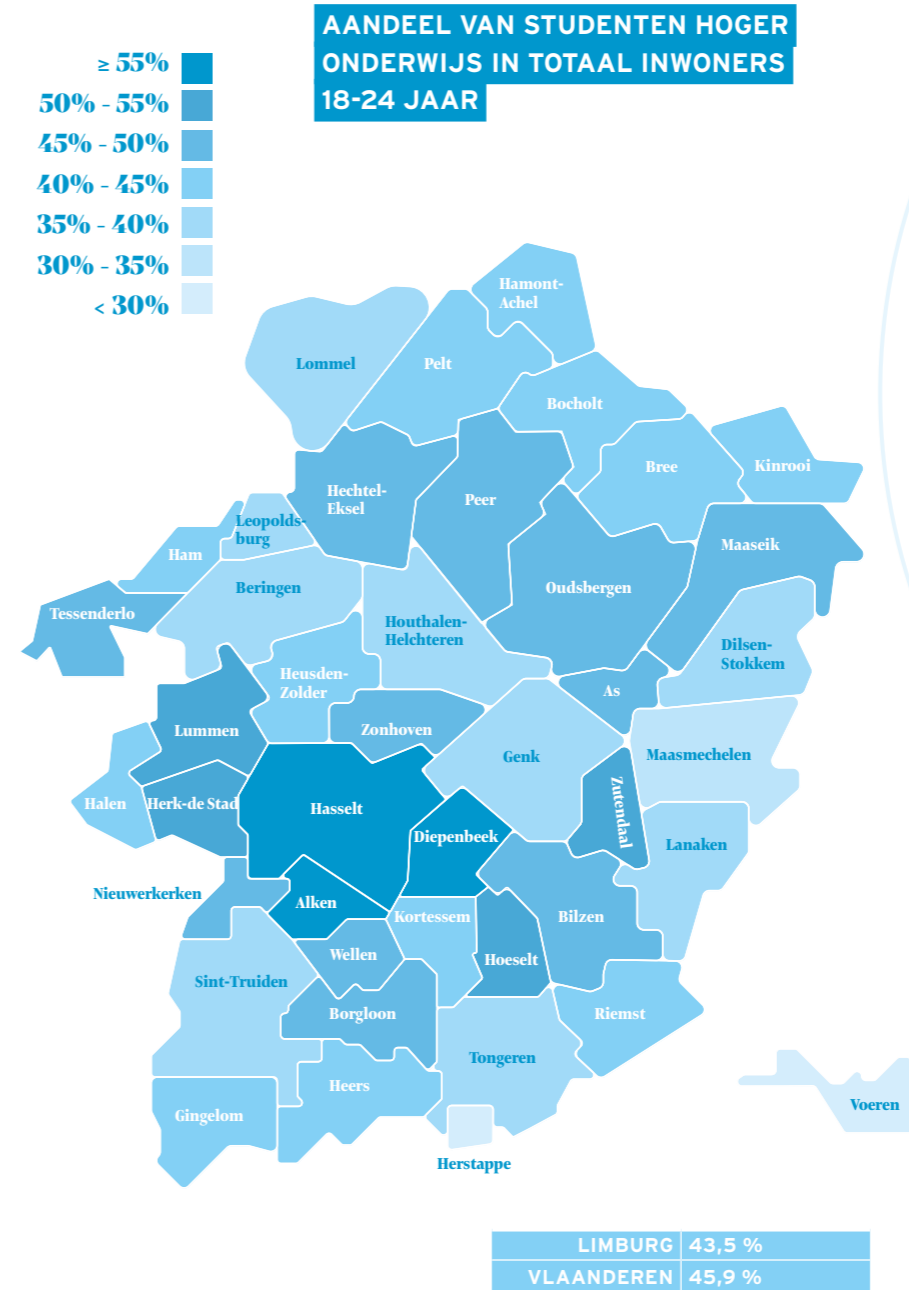 AANDEEL VAN STUDENTEN HOGER
ONDERWIJS IN TOTAAL INWONERS
18-24 JAAR
≥ 55%
50% - 55%
45% - 50%
40% - 45%
35% - 40%
30% - 35%
< 30%
Hamont-
Achel
Lommel
Pelt
Bocholt
Bree
Kinrooi
Hechtel-
Eksel
Peer
Leopolds-
burg
Maaseik
Ham
Beringen
Oudsbergen
Tessenderlo
Houthalen-
Helchteren
Dilsen-
Stokkem
Heusden-
Zolder
As
Lummen
Zonhoven
Genk
Maasmechelen
Halen
Herk-de Stad
Hasselt
Zutendaal
Diepenbeek
Lanaken
Nieuwerkerken
Alken
Kortessem
Bilzen
Wellen
Hoeselt
Sint-Truiden
Borgloon
Riemst
Tongeren
Heers
Voeren
Gingelom
Herstappe
LIMBURG 43,5 %
VLAANDEREN 45,9 %